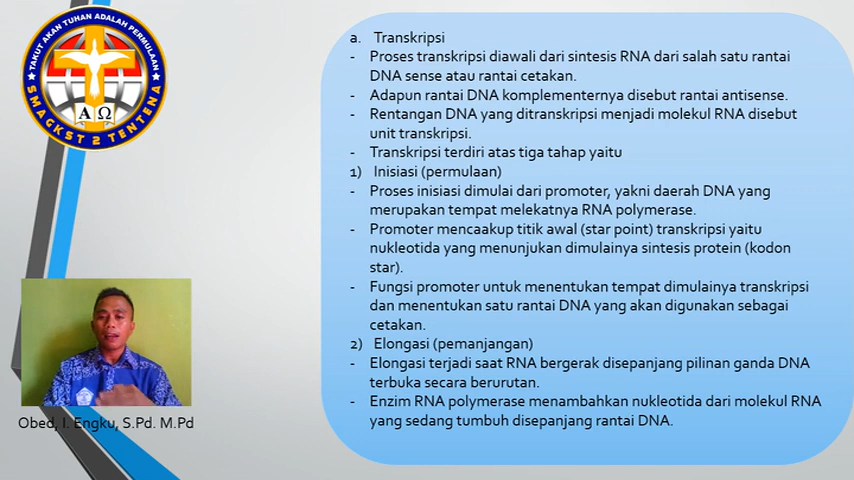 TAKUT AKAN TUHAN ADALAH PERMULAAN
Α Ω
SMAGKST 2 TENTENA
Obed, I. Engku, S.Pd. M.Pd
a. Transkripsi
- Proses transkripsi diawali dari sintesis RNA dari salah satu rantai
DNA sense atau rantai cetakan.
- Adapun rantai DNA komplementernya disebut rantai antisense.
- Rentangan DNA yang ditranskripsi menjadi molekul RNA disebut
unit transkripsi.
- Transkripsi terdiri atas tiga tahap yaitu
1) Inisiasi (permulaan)
- Proses inisiasi dimulai dari promoter, yakni daerah DNA yang
merupakan tempat melekatnya RNA polymerase.
- Promoter mencaakup titik awal (star point) transkripsi yaitu
nukleotida yang menunjukan dimulainya sintesis protein (kodon
star).
- Fungsi promoter untuk menentukan tempat dimulainya transkripsi
dan menentukan satu rantai DNA yang akan digunakan sebagai
cetakan.
2) Elongasi (pemanjangan)
- Elongasi terjadi saat RNA bergerak disepanjang pilinan ganda DNA
terbuka secara berurutan.
- Enzim RNA polymerase menambahkan nukleotida dari molekul RNA
yang sedang tumbuh disepanjang rantai DNA.